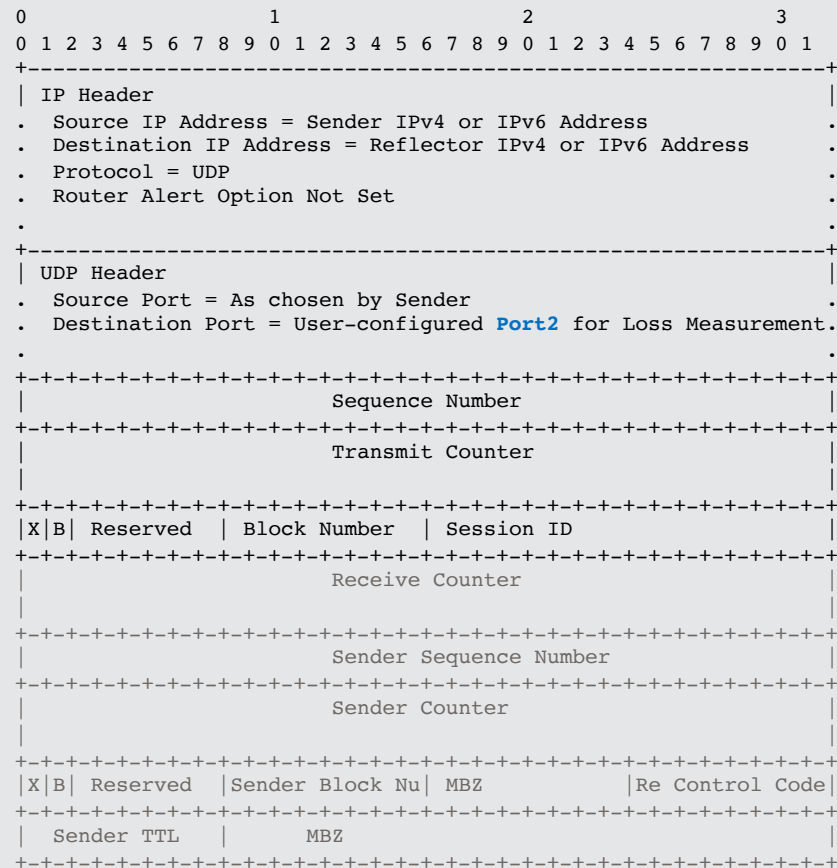 0                   1                   2                   3
0 1 2 3 4 5 6 7 8 9 0 1 2 3 4 5 6 7 8 9 0 1 2 3 4 5 6 7 8 9 0 1
+---------------------------------------------------------------+
| IP Header                                                     |
.  Source IP Address = Sender IPv4 or IPv6 Address              .
.  Destination IP Address = Reflector IPv4 or IPv6 Address      .
.  Protocol = UDP                                               .
.  Router Alert Option Not Set                                  .
.                                                               .
+---------------------------------------------------------------+
| UDP Header                                                    |
.  Source Port = As chosen by Sender                            .
.  Destination Port = User-configured Port2 for Loss Measurement.
.                                                               .
+-+-+-+-+-+-+-+-+-+-+-+-+-+-+-+-+-+-+-+-+-+-+-+-+-+-+-+-+-+-+-+-+
|                        Sequence Number                        |
+-+-+-+-+-+-+-+-+-+-+-+-+-+-+-+-+-+-+-+-+-+-+-+-+-+-+-+-+-+-+-+-+
|                        Transmit Counter                       |
|                                                               |
+-+-+-+-+-+-+-+-+-+-+-+-+-+-+-+-+-+-+-+-+-+-+-+-+-+-+-+-+-+-+-+-+
|X|B| Reserved  | Block Number  | Session ID                    |
+-+-+-+-+-+-+-+-+-+-+-+-+-+-+-+-+-+-+-+-+-+-+-+-+-+-+-+-+-+-+-+-+
|                        Receive Counter                        |
|                                                               |
+-+-+-+-+-+-+-+-+-+-+-+-+-+-+-+-+-+-+-+-+-+-+-+-+-+-+-+-+-+-+-+-+
|                        Sender Sequence Number                 |
+-+-+-+-+-+-+-+-+-+-+-+-+-+-+-+-+-+-+-+-+-+-+-+-+-+-+-+-+-+-+-+-+
|                        Sender Counter                         |
|                                                               |
+-+-+-+-+-+-+-+-+-+-+-+-+-+-+-+-+-+-+-+-+-+-+-+-+-+-+-+-+-+-+-+-+
|X|B| Reserved  |Sender Block Nu| MBZ           |Re Control Code|
+-+-+-+-+-+-+-+-+-+-+-+-+-+-+-+-+-+-+-+-+-+-+-+-+-+-+-+-+-+-+-+-+
|  Sender TTL   |      MBZ                                      |
+-+-+-+-+-+-+-+-+-+-+-+-+-+-+-+-+-+-+-+-+-+-+-+-+-+-+-+-+-+-+-+-+